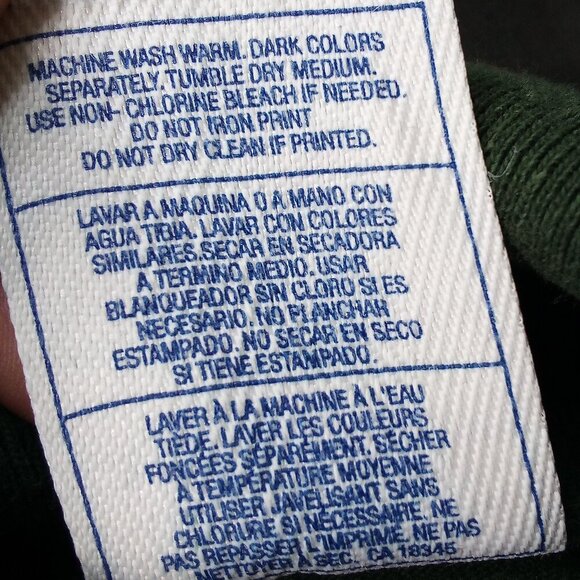 MACHINE WASH WARM. DARK COLORS
SEPARATELY. TUMBLE DRY MEDIUM.
USE NON- CHLORINE BLEACH IF NEEDED.
DO NOT IRON PRINT
DO NOT DRY CLEAN IF PRINTED.
LAVAR A MAQUINA O A MANO CON
AGUA TIBIA. LAVAR CON COLORES
SIMILARES. SECAR EN SECADORA
A TERMINO MEDIO. USAR
BLANQUEADOR SIN CLORO SI ES
NECESARIO. NO PLANCHAR
ESTAMPADO. NO SECAR EN SECO
SI TIENE ESTAMPADO.
LAVER À LA MACHINE À L'EAU
TIÈDE. LAVER LES COULEURS
FONCÉES SÉPARÉMENT. SÉCHER
A TEMPÉRATURE MOYENNE
UTILISER JAVELISANT SANS
CHLORURE SI NÉCESSAIRE. NE
PAS REPASSER L'IMPRIMÉ. NE PAS
NETTOYER À SEC. CA 18345